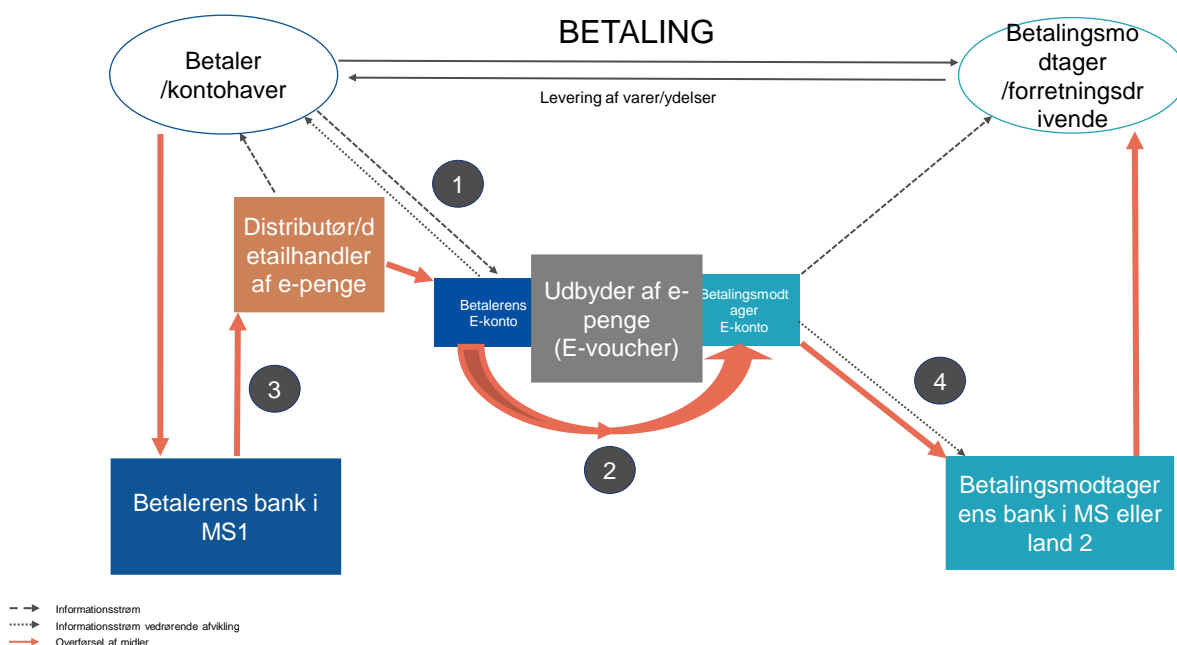 BETALING
Betaler
/kontohaver
Betalingsmo
dtager
/forretningsdr
ivende
Levering af varer/ydelser
1
Distributør/d
etailhandler
af e-penge
Betalerens
E-konto
Udbyder af e-
penge
(E-voucher)
Betalingsmodt
ager
E-konto
3
4
2
Betalerens bank i
MS1
Betalingsmodtager
ens bank i MS eller
land 2
Informationsstrøm
Informationsstrøm vedrørende afvikling
Overførsel af midler